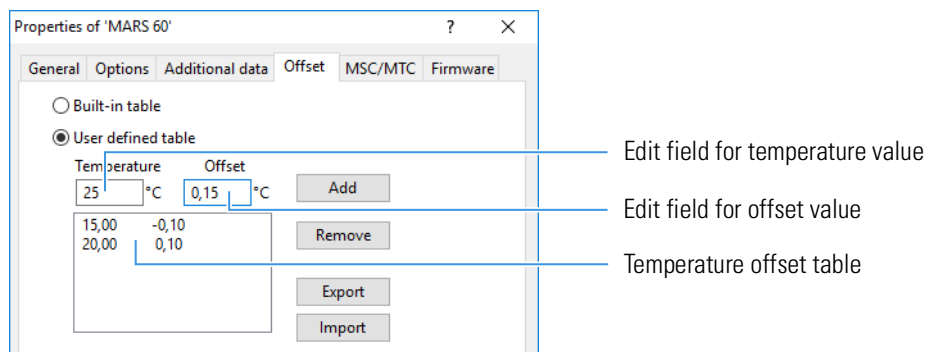 Properties of 'MARS 60' ? ×
General Options Additional data Offset MSC/MTC Firmware
Built-in table
User defined table
Temperature Offset
25 °C 0,15 °C Add
15,00 -0,10
20,00 0,10
Remove
Export
Import
Edit field for temperature value
Edit field for offset value
Temperature offset table